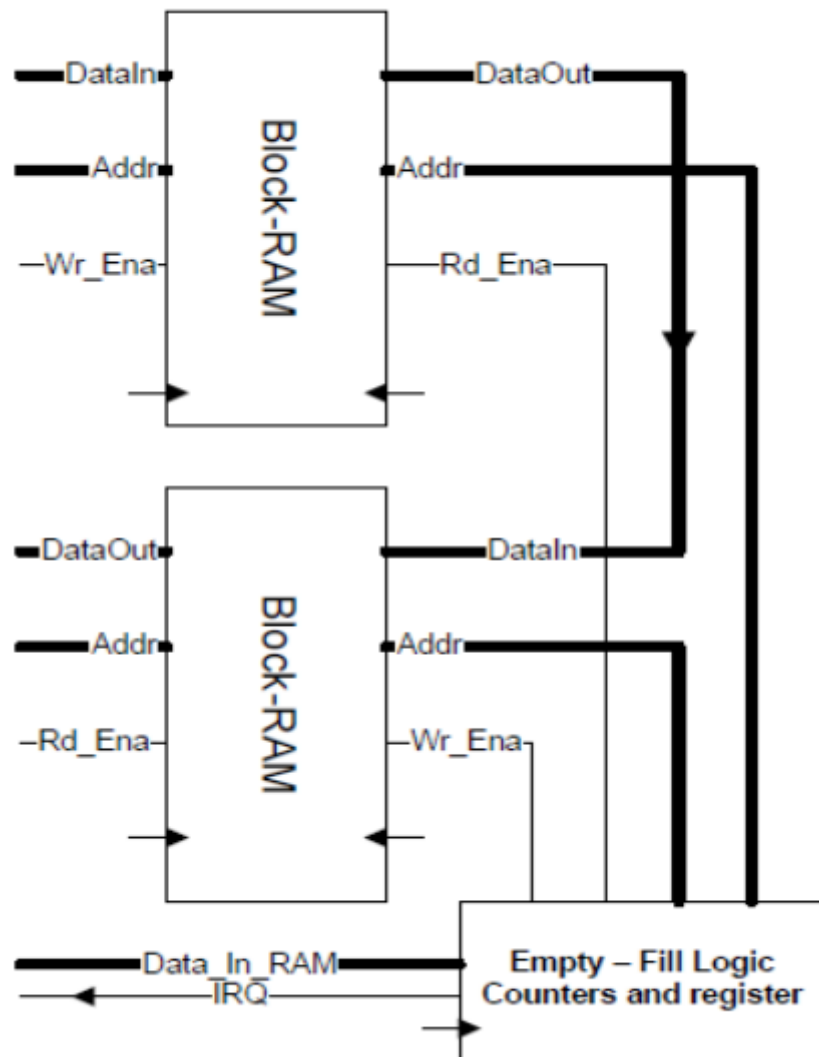 DataIn
DataOut
Addr
Addr
Wr_Ena
Rd_Ena
Block-RAM
DataOut
DataIn
Addr
Addr
Rd_Ena
Wr_Ena
Block-RAM
Data_In_RAM
IRQ
Empty – Fill Logic
Counters and register